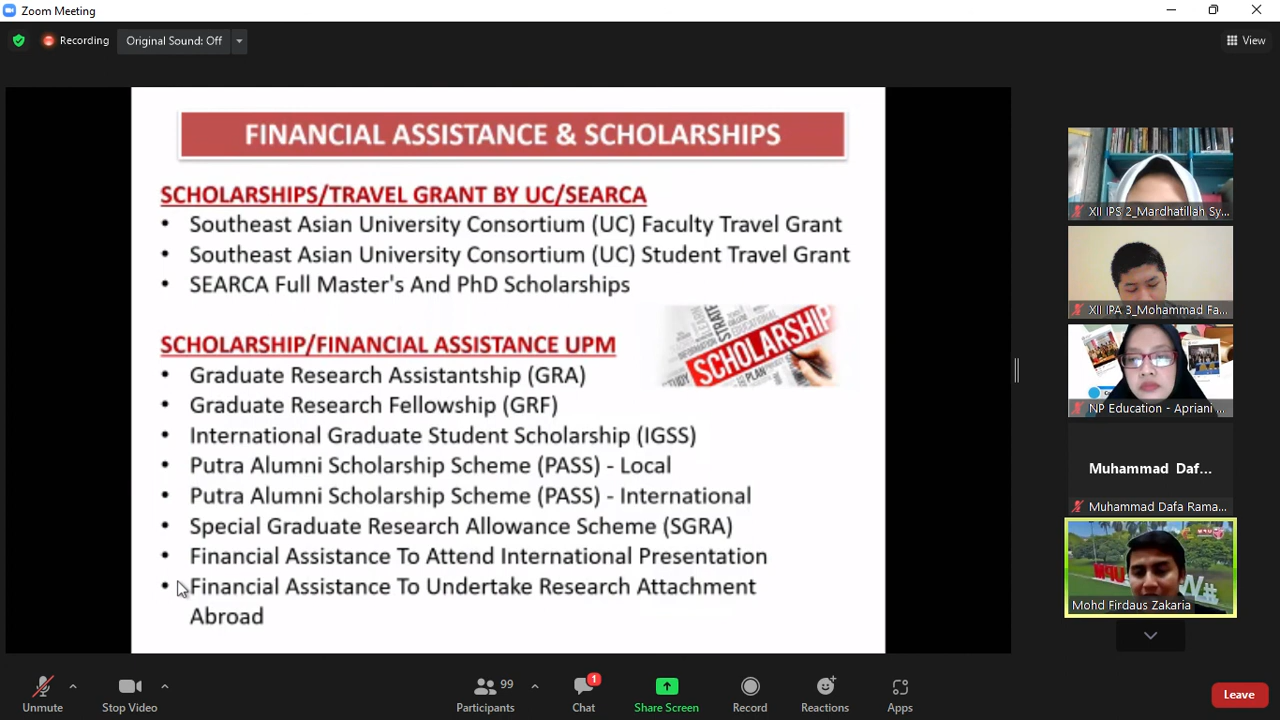 Zoom Meeting
Recording
Original Sound: Off
View
FINANCIAL ASSISTANCE & SCHOLARSHIPS
SCHOLARSHIPS/TRAVEL GRANT BY UC/SEARCA
• Southeast Asian University Consortium (UC) Faculty Travel Grant
• Southeast Asian University Consortium (UC) Student Travel Grant
• SEARCA Full Master's And PhD Scholarships
SCHOLARSHIP/FINANCIAL ASSISTANCE UPM
• Graduate Research Assistantship (GRA)
• Graduate Research Fellowship (GRF)
• International Graduate Student Scholarship (IGSS)
• Putra Alumni Scholarship Scheme (PASS) - Local
• Putra Alumni Scholarship Scheme (PASS) - International
• Special Graduate Research Allowance Scheme (SGRA)
• Financial Assistance To Attend International Presentation
• Financial Assistance To Undertake Research Attachment
Abroad
SCHOLARSHIP
EDUCATIONAL
INFORMATION
PLAN
XII IPS 2_Mardhatillah Sy...
XII IPA 3_Mohammad Fa...
NP Education - Apriani ...
Muhammad Daf...
Muhammad Dafa Rama...
UPM
#W
Mohd Firdaus Zakaria
Unmute
Stop Video
99
Participants
1
Chat
Share Screen
Record
Reactions
Apps
Leave